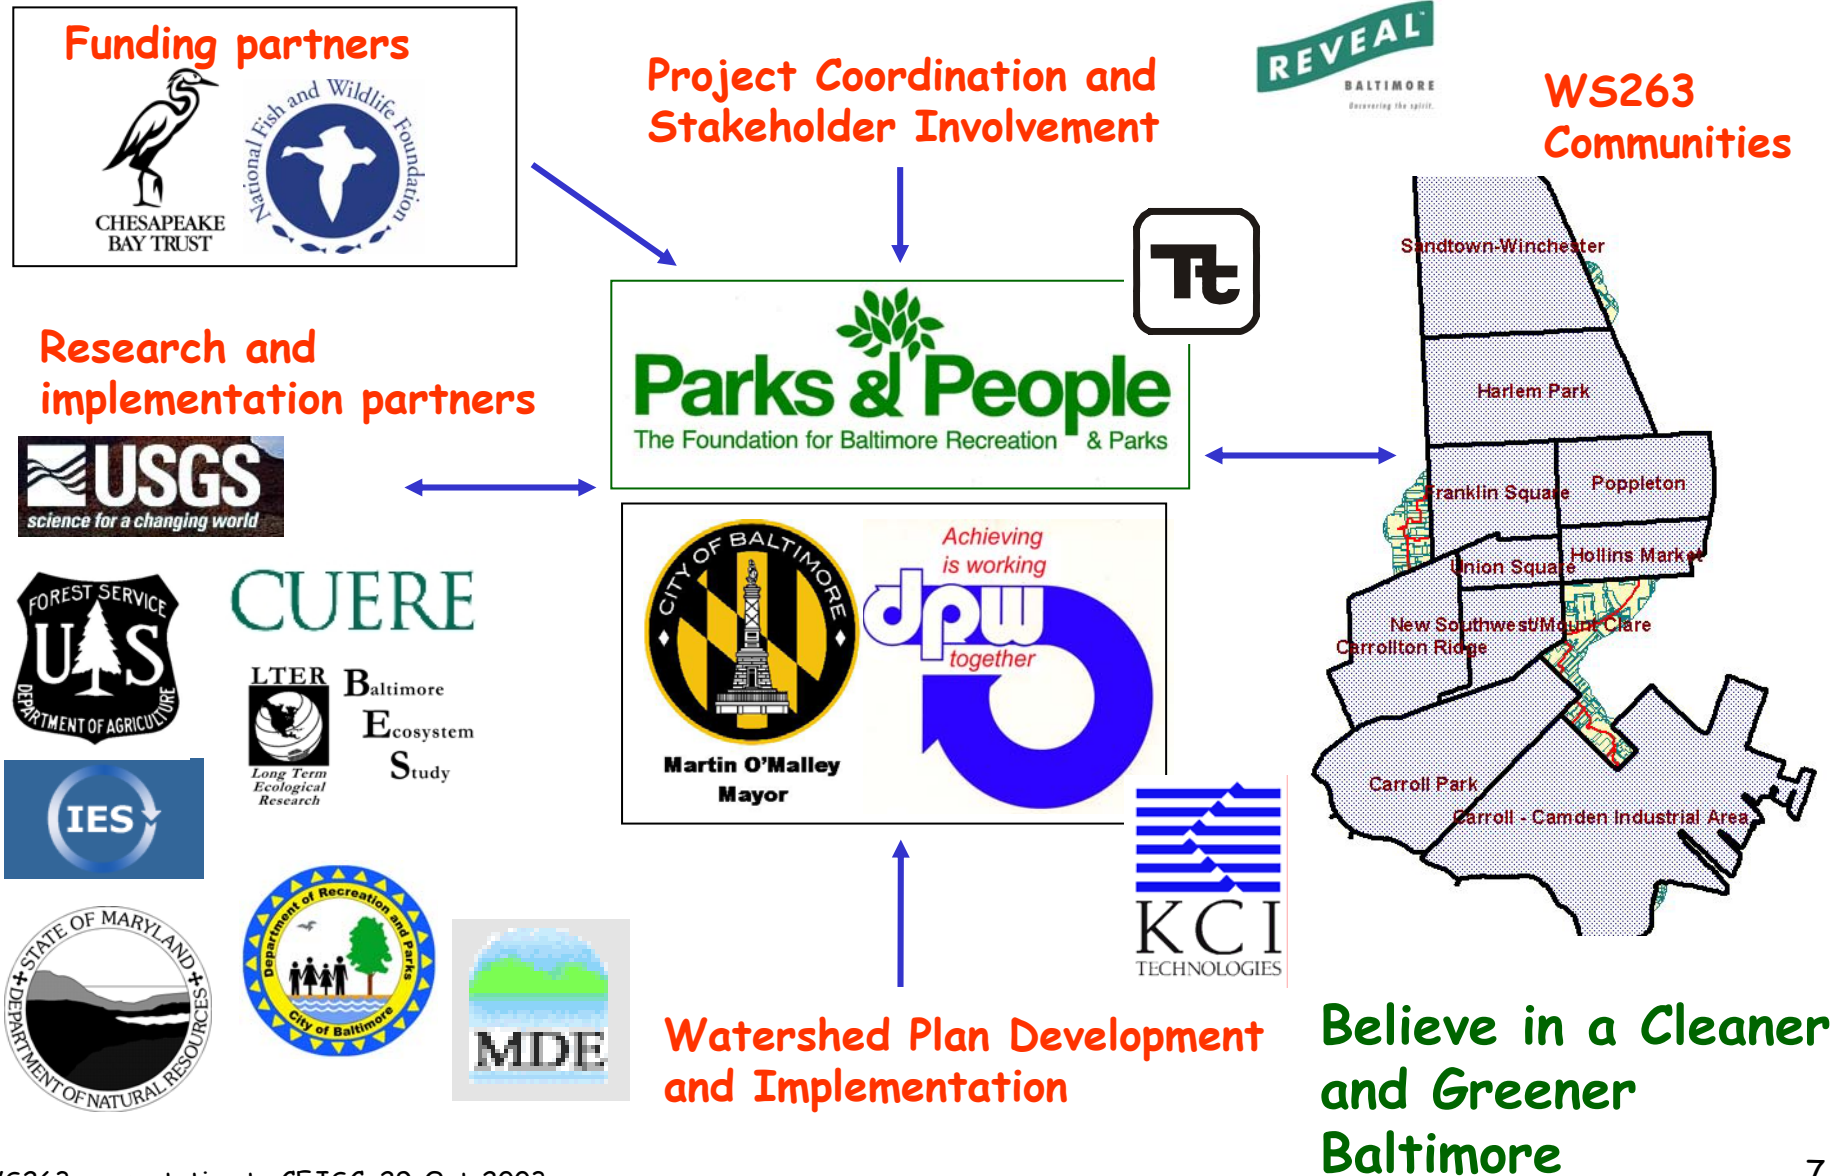 Funding partners
CHESAPEAKE
BAY TRUST
National Fish and Wildlife Foundation
Project Coordination and
Stakeholder Involvement
REVEAL
BALTIMORE
Uncovering the spirit.
WS263
Communities
Tt
Research and
implementation partners
USGS
science for a changing world
FOREST SERVICE
U S
DEPARTMENT OF AGRICULTURE
CUERE
LTER
Long Term
Ecological
Research
Baltimore
Ecosystem
Study
IES
STATE OF MARYLAND
DEPARTMENT OF NATURAL RESOURCES
Department of Recreation and Parks
City of Baltimore
MDE
Parks & People
The Foundation for Baltimore Recreation & Parks
CITY OF BALTIMORE
Martin O'Malley
Mayor
Achieving
is working
dpw
together
KCI
TECHNOLOGIES
Watershed Plan Development
and Implementation
Sandtown-Winchester
Harlem Park
Franklin Square
Poppleton
Hollins Market
Union Square
New Southwest/Mount Clare
Carrollton Ridge
Carroll Park
Carroll - Camden Industrial Area
Believe in a Cleaner
and Greener
Baltimore
7